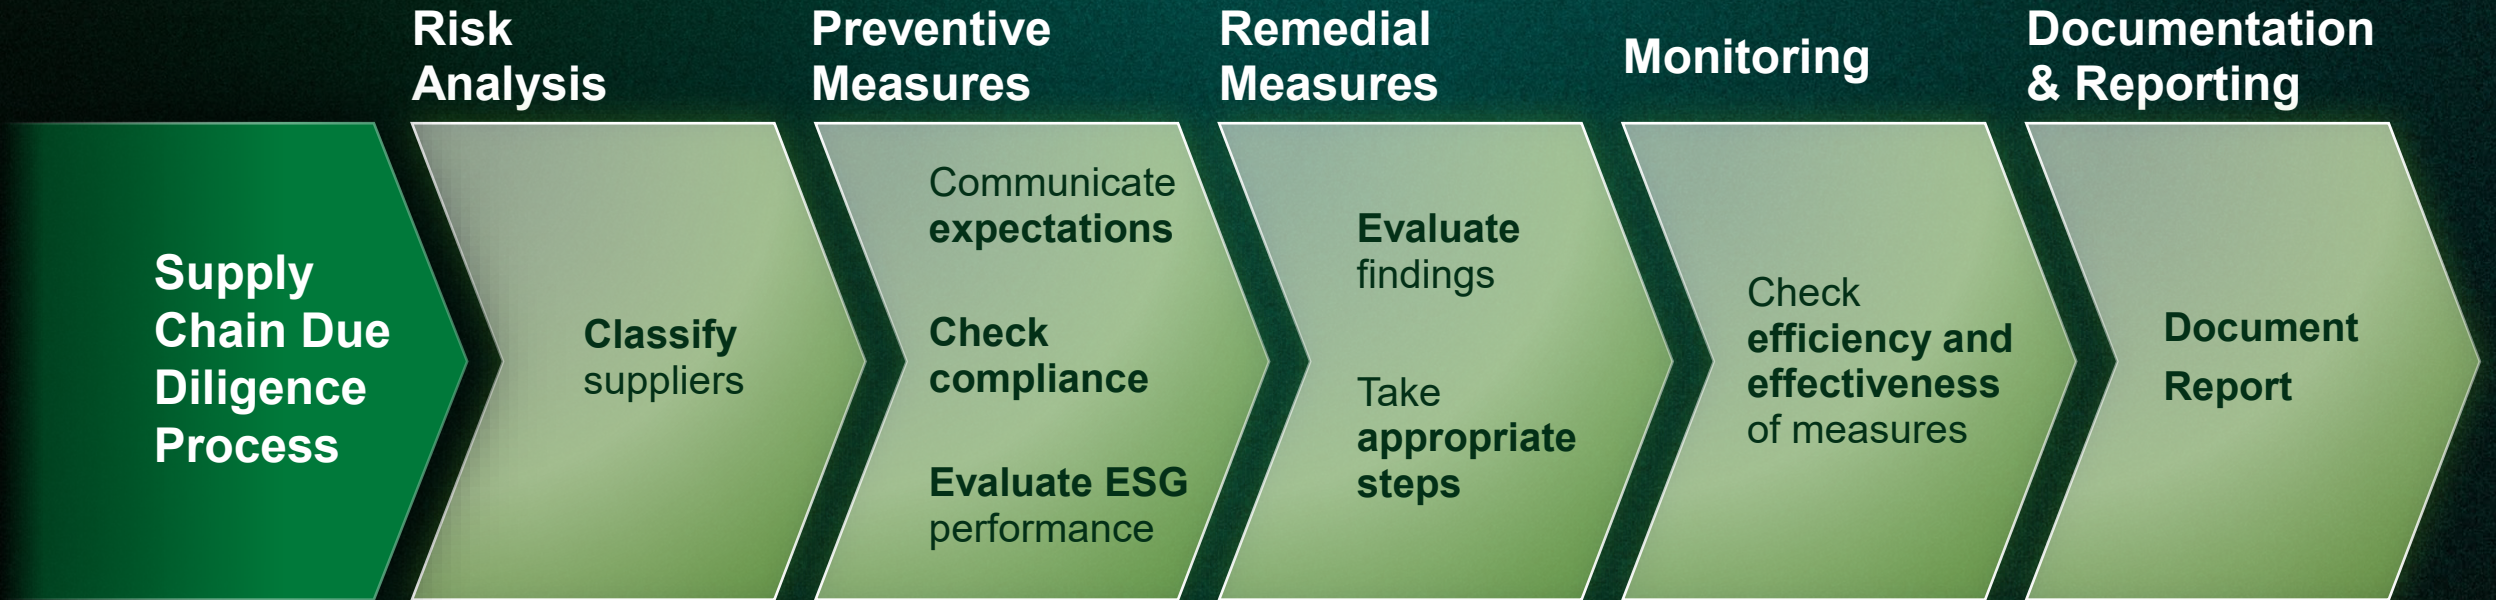 Risk
Analysis
Preventive
Measures
Remedial
Measures
Monitoring
Documentation
& Reporting
Supply
Chain Due
Diligence
Process
Classify
suppliers
Communicate
expectations
Check
compliance
Evaluate ESG
performance
Evaluate
findings
Take
appropriate
steps
Check
efficiency and
effectiveness
of measures
Document
Report